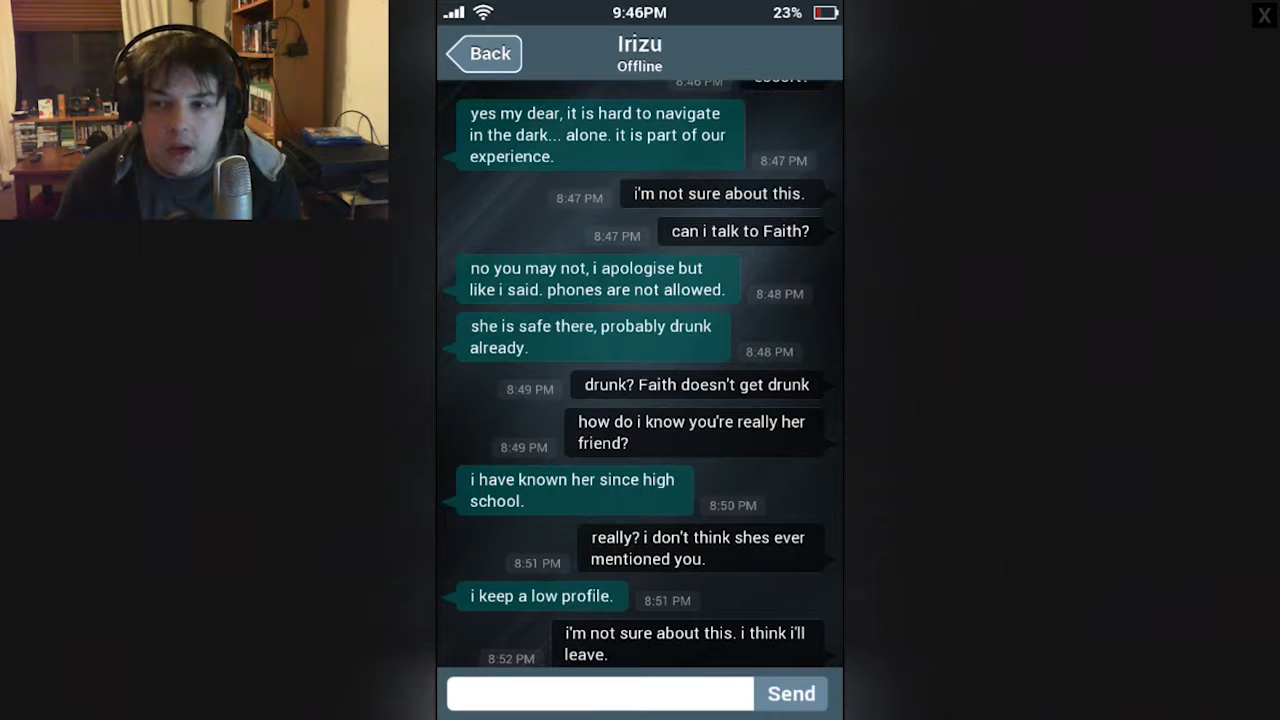 9:46PM
23%
X
Back
Irizu
Offline
8:46 PM
yes my dear, it is hard to navigate
in the dark... alone. it is part of our
experience.
8:47 PM
i'm not sure about this.
8:47 PM
can i talk to Faith?
8:47 PM
no you may not, i apologise but
like i said. phones are not allowed.
8:48 PM
she is safe there, probably drunk
already.
8:48 PM
drunk? Faith doesn't get drunk
8:49 PM
how do i know you're really her
friend?
8:49 PM
i have known her since high
school.
8:50 PM
really? i don't think shes ever
mentioned you.
8:51 PM
i keep a low profile.
8:51 PM
i'm not sure about this. i think i'll
leave.
8:52 PM
Send